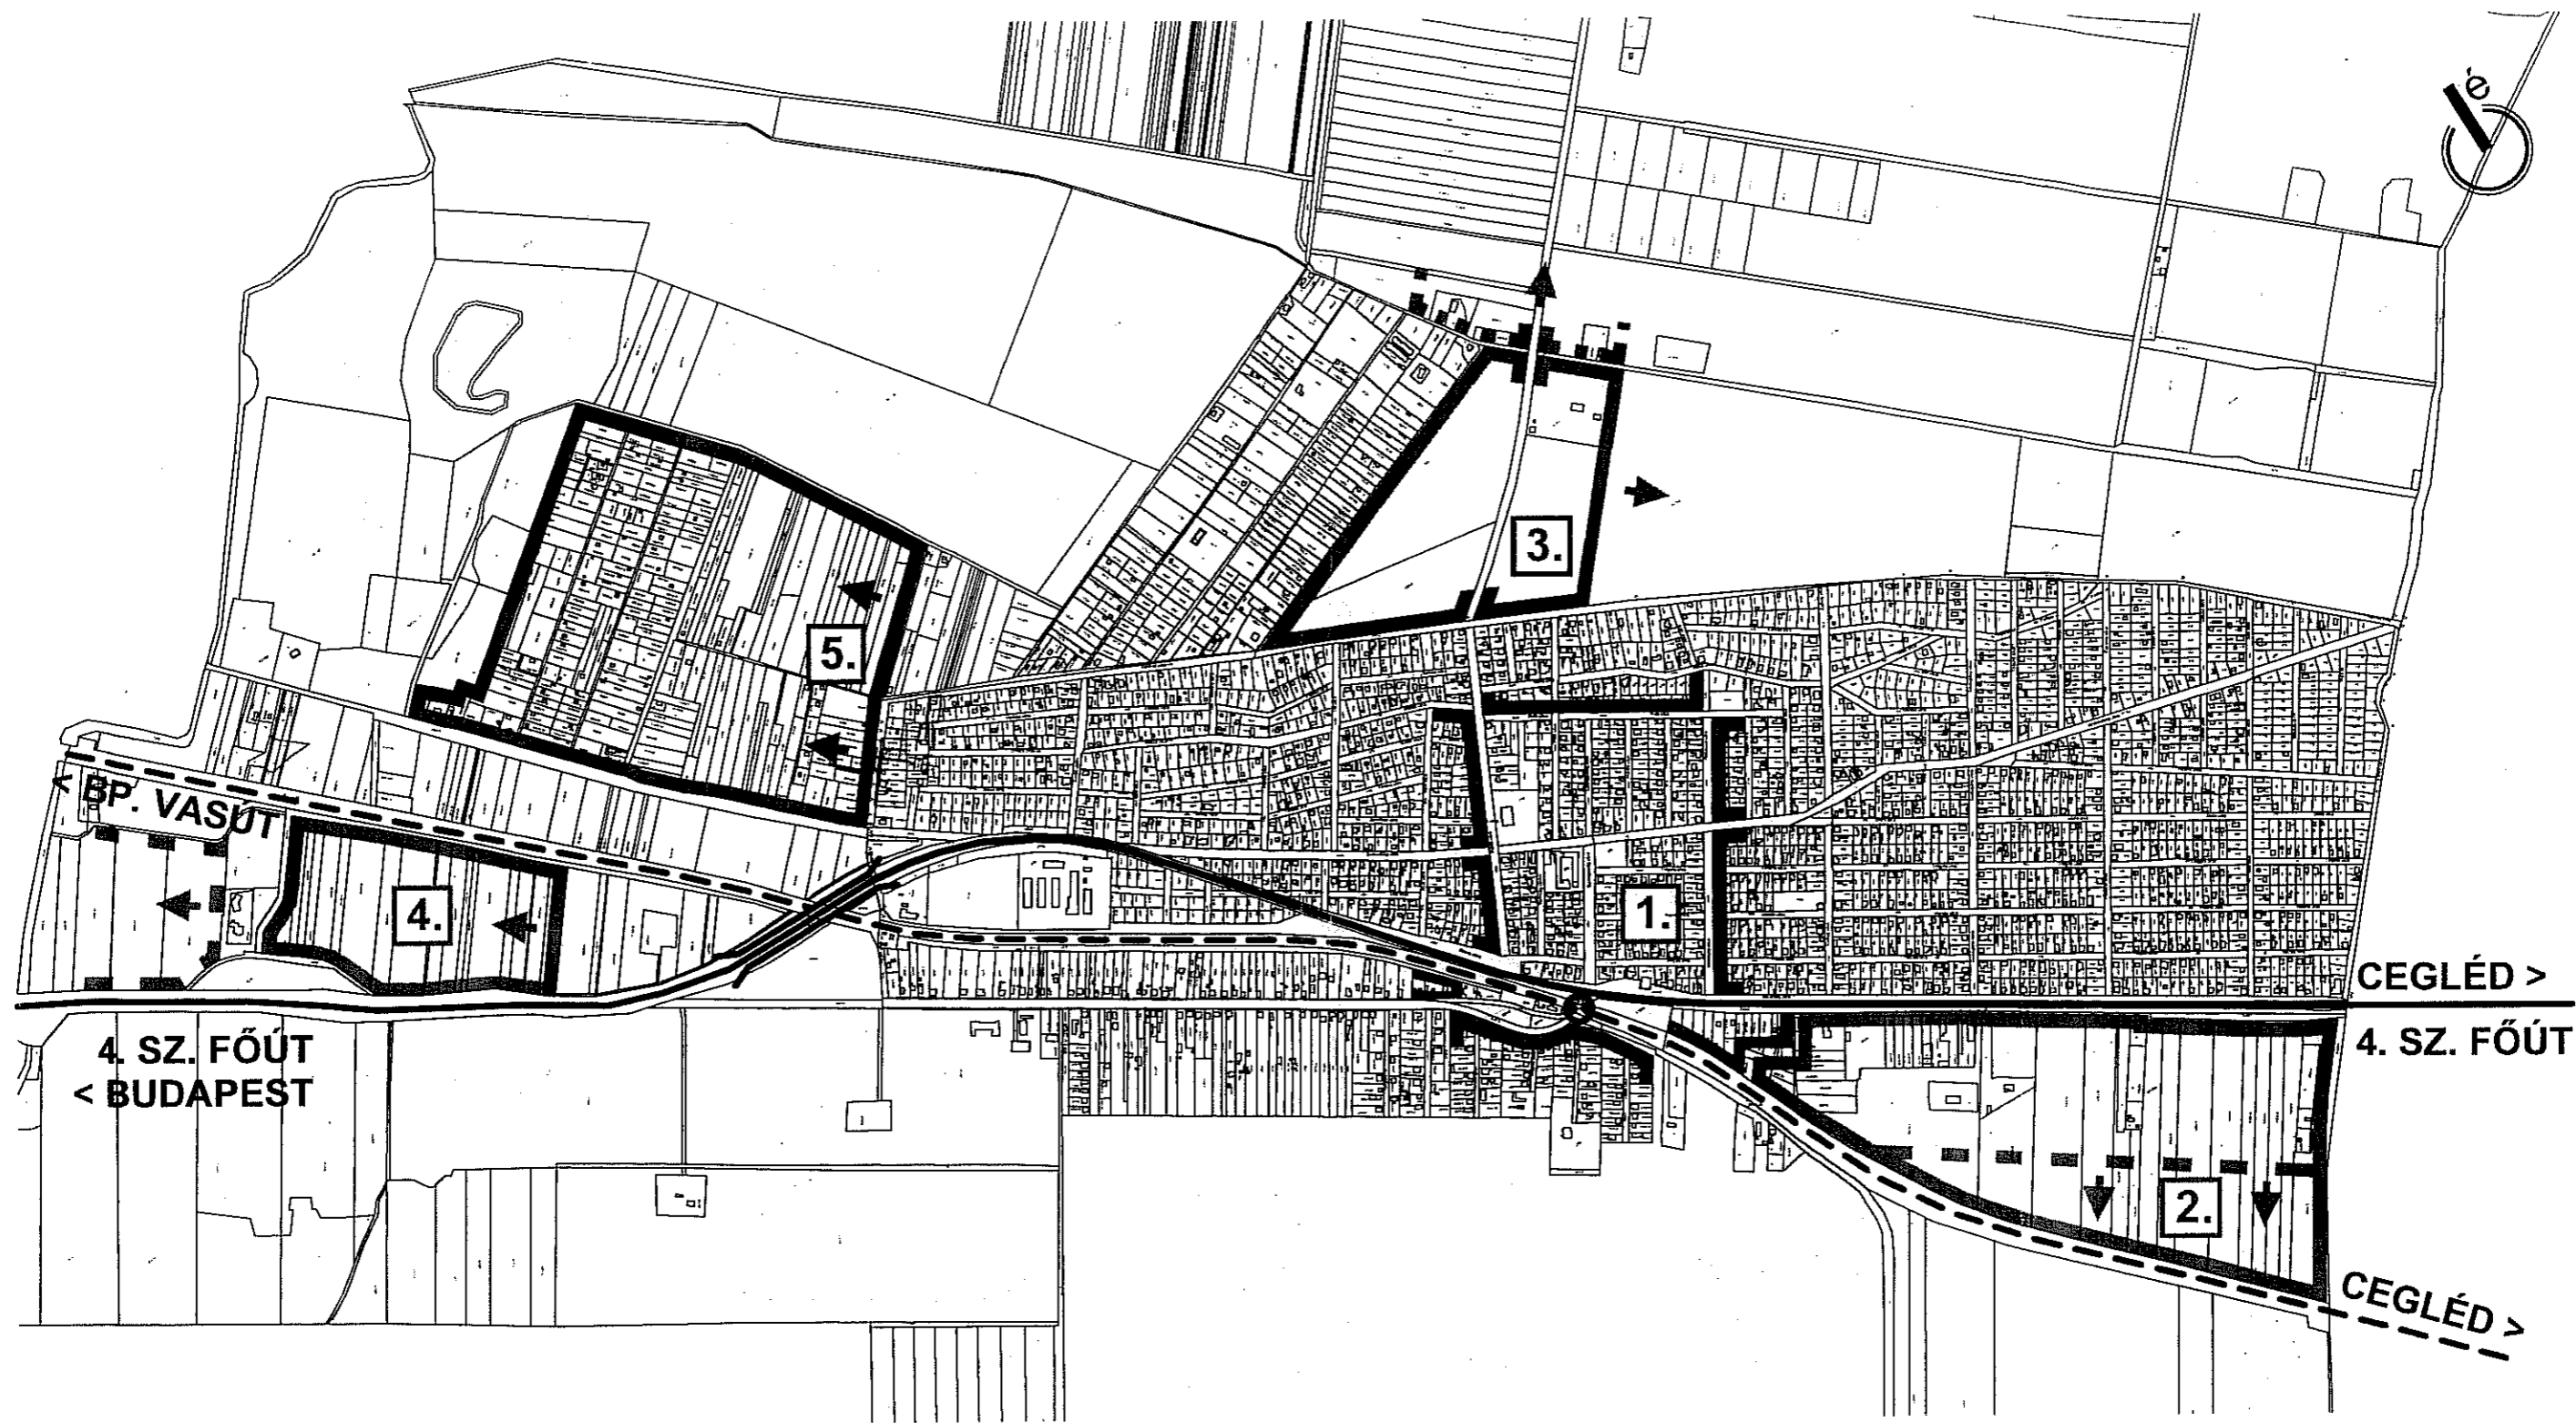 é
3.
5.
< BP. VASÚT
4.
1.
CEGLÉD >
4. SZ. FŐÚT
4. SZ. FŐÚT
< BUDAPEST
2.
CEGLÉD >